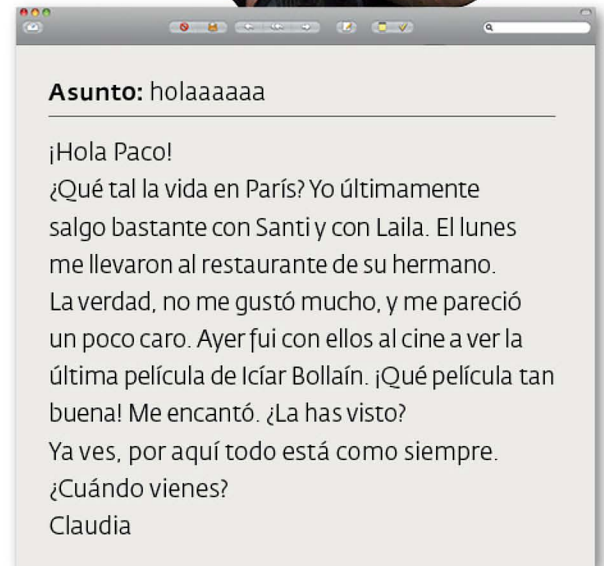 Asunto: holaaaaaa
¡Hola Paco!
¿Qué tal la vida en París? Yo últimamente
salgo bastante con Santi y con Laila. El lunes
me llevaron al restaurante de su hermano.
La verdad, no me gustó mucho, y me pareció
un poco caro. Ayer fui con ellos al cine a ver la
última película de Icíar Bollaín. ¡Qué película tan
buena! Me encantó. ¿La has visto?
Ya ves, por aquí todo está como siempre.
¿Cuándo vienes?
Claudia